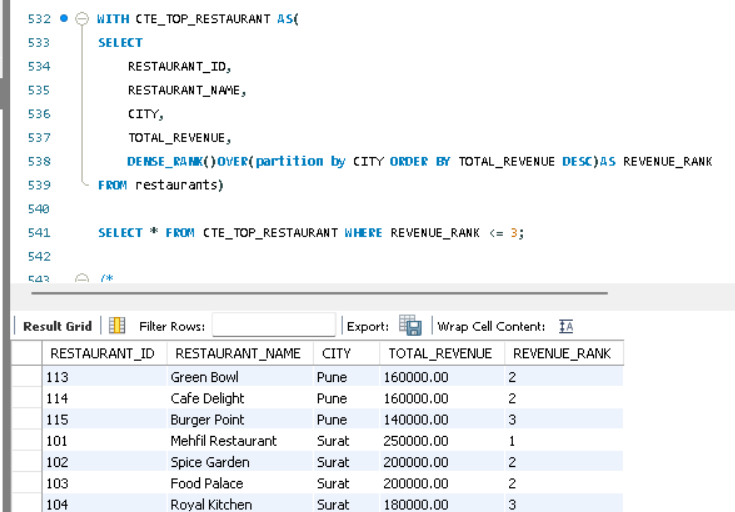 532 WITH CTE_TOP_RESTAURANT AS(
533 SELECT
534 RESTAURANT_ID,
535 RESTAURANT_NAME,
536 CITY,
537 TOTAL_REVENUE,
538 DENSE_RANK()OVER(partition by CITY ORDER BY TOTAL_REVENUE DESC)AS REVENUE_RANK
539 FROM restaurants)
540
541 SELECT * FROM CTE_TOP_RESTAURANT WHERE REVENUE_RANK <= 3;
542
543 /*
Result Grid Filter Rows: Export: Wrap Cell Content: IA
RESTAURANT_ID RESTAURANT_NAME CITY TOTAL_REVENUE REVENUE_RANK
113 Green Bowl Pune 160000.00 2
114 Cafe Delight Pune 160000.00 2
115 Burger Point Pune 140000.00 3
101 Mehfil Restaurant Surat 250000.00 1
102 Spice Garden Surat 200000.00 2
103 Food Palace Surat 200000.00 2
104 Royal Kitchen Surat 180000.00 3